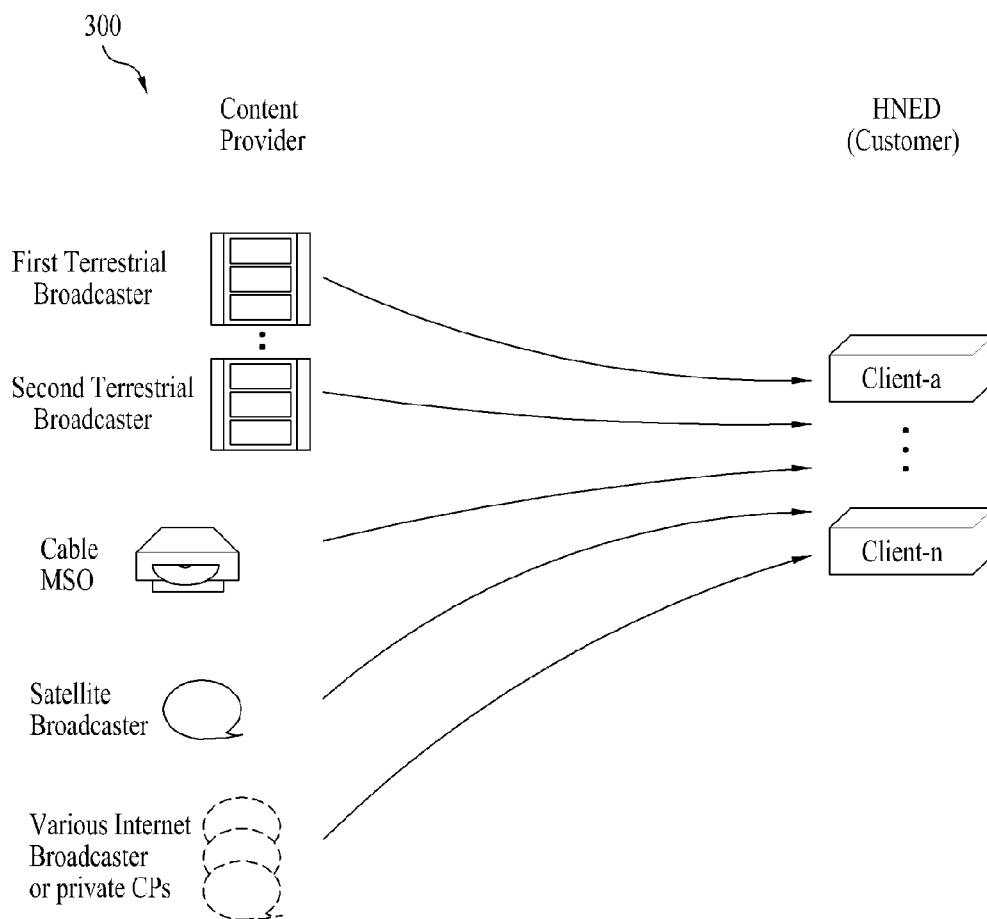 300
Content
Provider
HNED
(Customer)
First Terrestrial
Broadcaster
Second Terrestrial
Broadcaster
Client-a
Cable
MSO
Client-n
Satellite
Broadcaster
Various Internet
Broadcaster
or private CPs